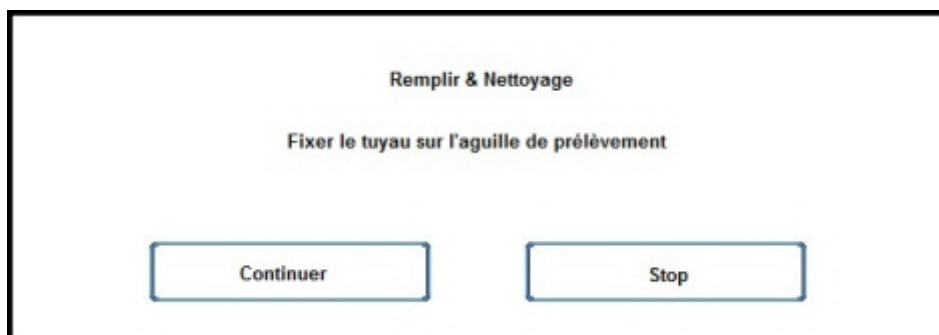 Remplir & Nettoyage
Fixer le tuyau sur l'aguille de prélèvement
Continuer
Stop